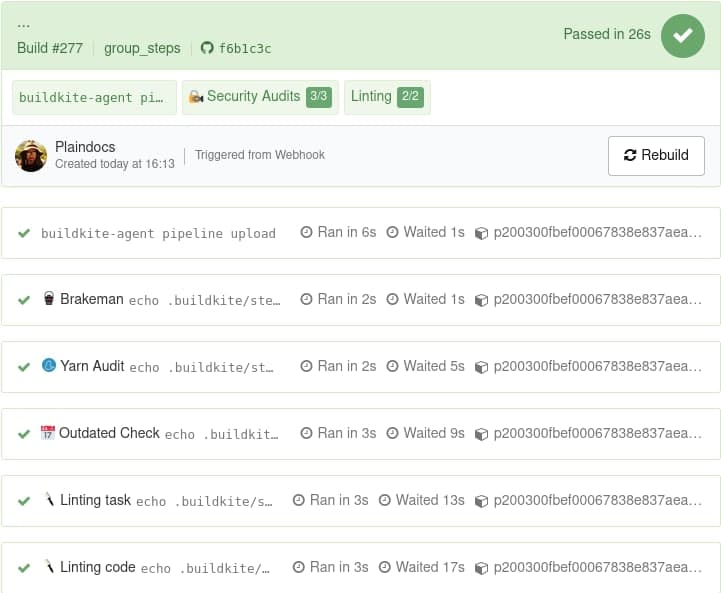 ...
Build #277 group_steps f6b1c3c
Passed in 26s
buildkite-agent pi… Security Audits 3/3 Linting 2/2
Plaindocs
Created today at 16:13 Triggered from Webhook
Rebuild
buildkite-agent pipeline upload Ran in 6s Waited 1s p200300fbef00067838e837aea…
Brakeman echo .buildkite/ste… Ran in 2s Waited 1s p200300fbef00067838e837aea…
Yarn Audit echo .buildkite/st… Ran in 2s Waited 5s p200300fbef00067838e837aea…
Outdated Check echo .buildkit… Ran in 3s Waited 9s p200300fbef00067838e837aea…
Linting task echo .buildkite/s… Ran in 3s Waited 13s p200300fbef00067838e837aea…
Linting code echo .buildkite/… Ran in 3s Waited 17s p200300fbef00067838e837aea…